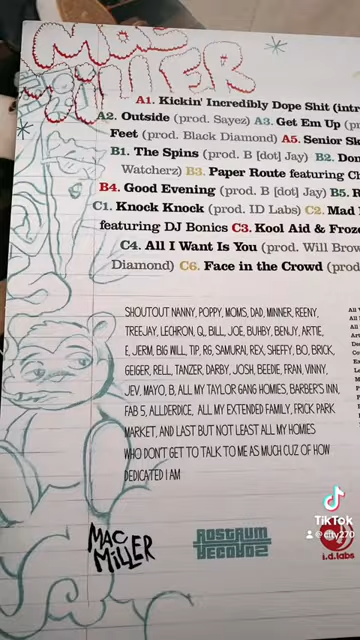 MAC
MILLER
A1. Kickin' Incredibly Dope Shit (intro
A2. Outside (prod. Sayez) A3. Get Em Up (prod.
Feet (prod. Black Diamond) A5. Senior Sk
B1. The Spins (prod. B [dot] Jay) B2. Don
Watcherz) B3. Paper Route featuring Ch
B4. Good Evening (prod. B [dot] Jay) B5. R
C1. Knock Knock (prod. ID Labs) C2. Mad
featuring DJ Bonics C3. Kool Aid & Froze
C4. All I Want Is You (prod. Will Brow
Diamond) C6. Face in the Crowd (prod
SHOUTOUT NANNY, POPPY, MOMS, DAD, MINNER, REENY,
TREEJAY, LECHRON, Q, BILL, JOE, BUHBY, BENJY, ARTIE,
E, JERM, BIG WILL, TIP, RG, SAMURAI, REX, SHEFFY, BO, BRICK,
GEIGER, RELL, TANZER, DARBY, JOSH, BEEDIE, FRAN, VINNY,
JEV, MAYO, B, ALL MY TAYLOR GANG HOMIES, BARBER'S INN,
FAB 5, ALLDERDICE, ALL MY EXTENDED FAMILY, FRICK PARK
MARKET, AND LAST BUT NOT LEAST ALL MY HOMIES
WHO DON'T GET TO TALK TO ME AS MUCH CUZ OF HOW
DEDICATED I AM
MAC
MILLER
ROSTRUM
RECORDS
i.d.labs
TikTok
@city270